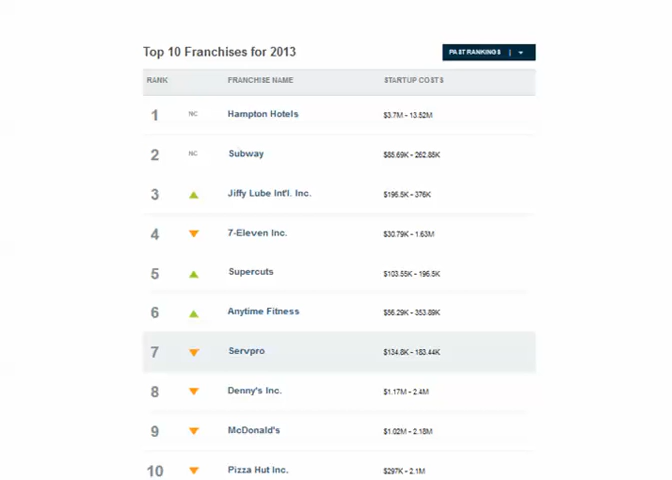 Top 10 Franchises for 2013
PAST RANKINGS |
RANK FRANCHISE NAME STARTUP COSTS
1 NC Hampton Hotels $3.7M - 13.52M
2 NC Subway $85.69K - 262.85K
3 Jiffy Lube Int'l. Inc. $196.5K - 376K
4 7-Eleven Inc. $30.79K - 1.63M
5 Supercuts $103.55K - 196.5K
6 Anytime Fitness $56.29K - 353.89K
7 Servpro $134.8K - 183.44K
8 Denny's Inc. $1.17M - 2.4M
9 McDonald's $1.02M - 2.18M
10 Pizza Hut Inc. $297K - 2.1M